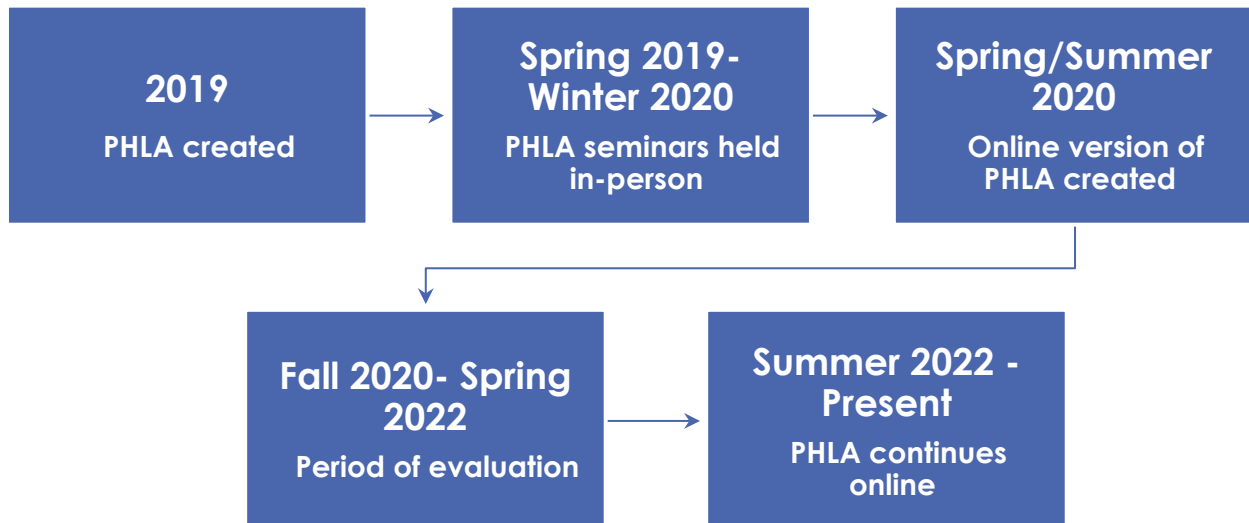 2019
PHLA created
Spring 2019-
Winter 2020
PHLA seminars held
in-person
Spring/Summer
2020
Online version of
PHLA created
Fall 2020- Spring
2022
Period of evaluation
Summer 2022 -
Present
PHLA continues
online